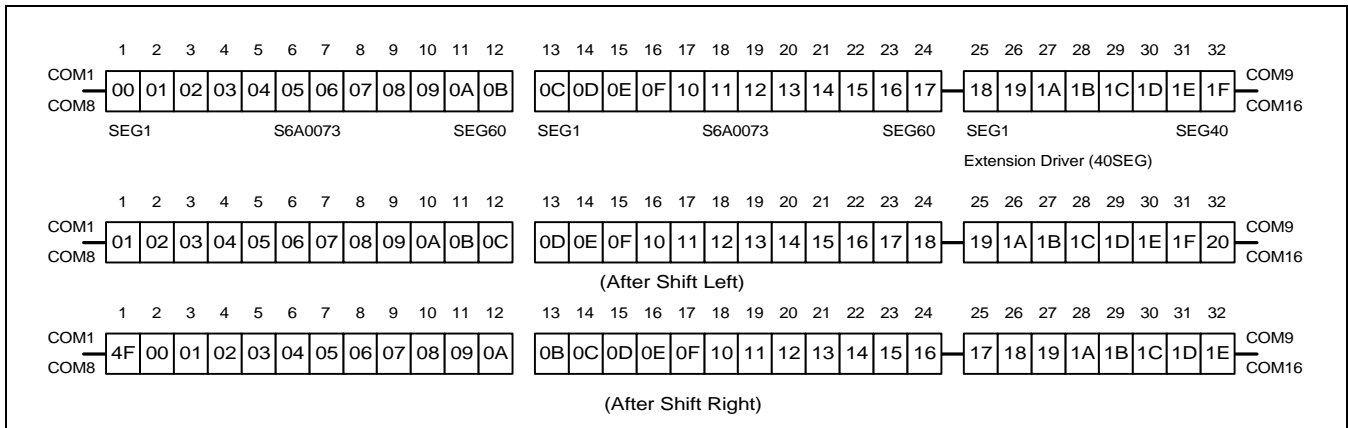 1 2 3 4 5 6 7 8 9 10 11 12 13 14 15 16 17 18 19 20 21 22 23 24 25 26 27 28 29 30 31 32
COM1 COM9
00 01 02 03 04 05 06 07 08 09 0A 0B 0C 0D 0E 0F 10 11 12 13 14 15 16 17 18 19 1A 1B 1C 1D 1E 1F
COM8 COM16
SEG1 S6A0073 SEG60 SEG1 S6A0073 SEG60 SEG1 SEG40
Extension Driver (40SEG)
1 2 3 4 5 6 7 8 9 10 11 12 13 14 15 16 17 18 19 20 21 22 23 24 25 26 27 28 29 30 31 32
COM1 COM9
01 02 03 04 05 06 07 08 09 0A 0B 0C 0D 0E 0F 10 11 12 13 14 15 16 17 18 19 1A 1B 1C 1D 1E 1F 20
COM8 COM16
(After Shift Left)
1 2 3 4 5 6 7 8 9 10 11 12 13 14 15 16 17 18 19 20 21 22 23 24 25 26 27 28 29 30 31 32
COM1 COM9
4F 00 01 02 03 04 05 06 07 08 09 0A 0B 0C 0D 0E 0F 10 11 12 13 14 15 16 17 18 19 1A 1B 1C 1D 1E
COM8 COM16
(After Shift Right)